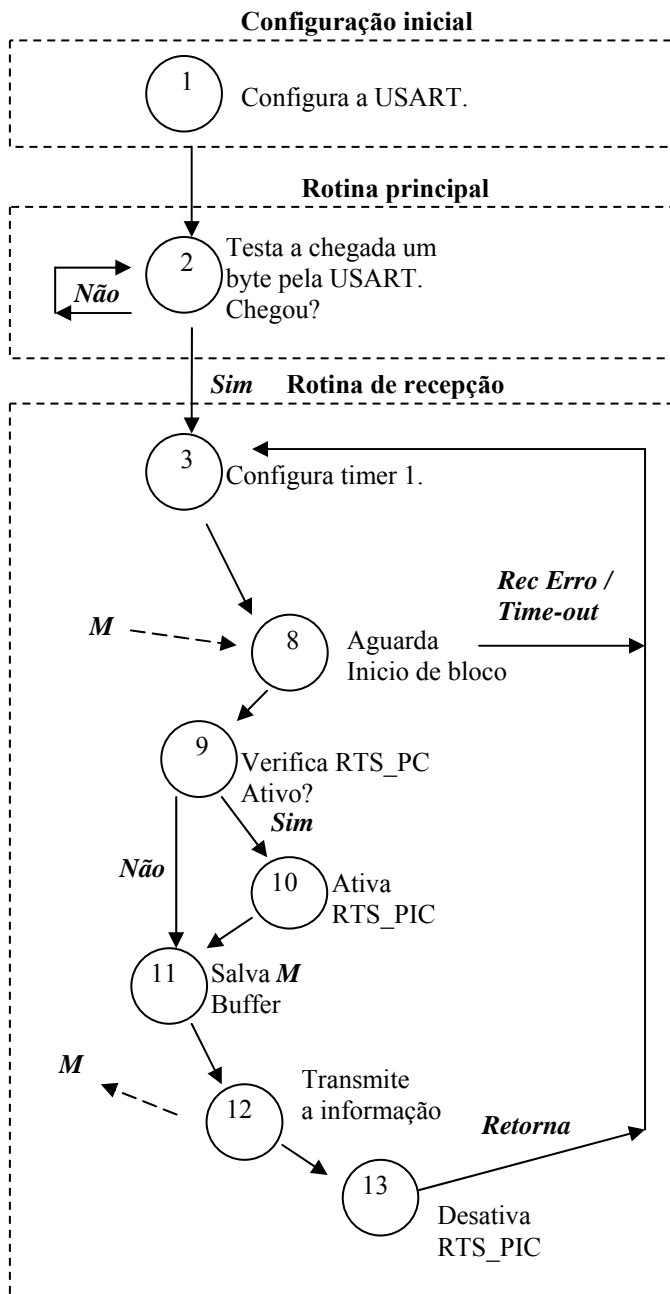 Configuração inicial
1
Configura a USART.
Rotina principal
2
Testa a chegada um
byte pela USART.
Chegou?
Não
Sim
Rotina de recepção
3
Configura timer 1.
Rec Erro /
Time-out
M
8
Aguarda
Inicio de bloco
9
Verifica RTS_PC
Ativo?
Sim
Não
10
Ativa
RTS_PIC
11
Salva M
Buffer
M
12
Transmite
a informação
Retorna
13
Desativa
RTS_PIC